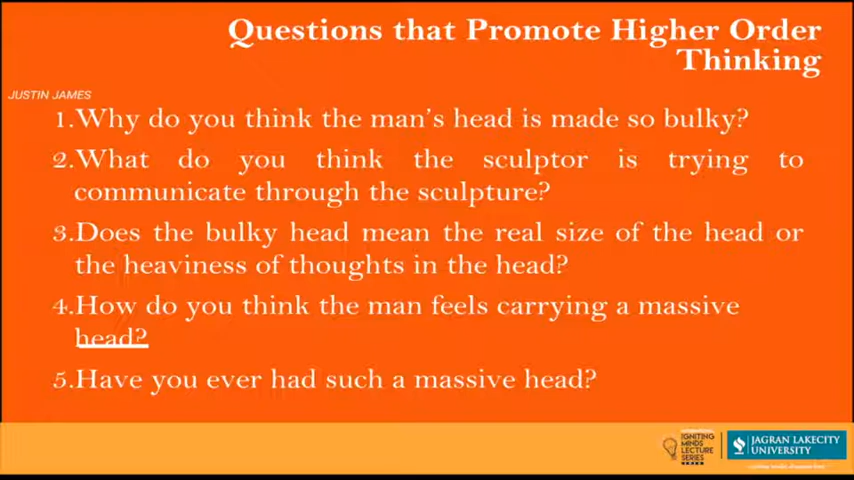 Questions that Promote Higher Order
Thinking
JUSTIN JAMES
1.Why do you think the man's head is made so bulky?
2.What do you think the sculptor is trying to
communicate through the sculpture?
3.Does the bulky head mean the real size of the head or
the heaviness of thoughts in the head?
4.How do you think the man feels carrying a massive
head?
5.Have you ever had such a massive head?
IGNITING
MINDS
LECTURE
SERIES
JAGRAN LAKECITY
UNIVERSITY